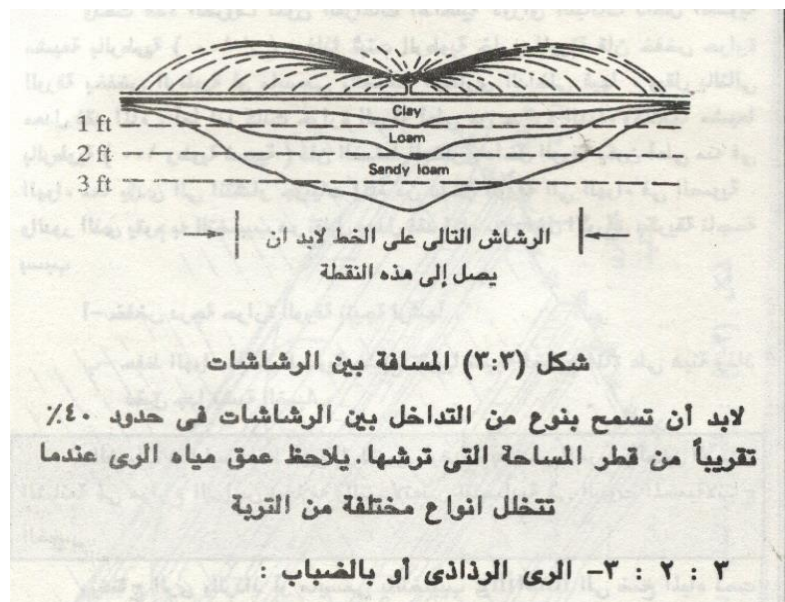 Clay
1 ft
Loam
2 ft
Sandy loam
3 ft
الرشاش التالى على الخط لابد ان
يصل إلى هذه النقطة
شكل (٣:٣) المسافة بين الرشاشات
لابد أن تسمح بنوع من التداخل بين الرشاشات فى حدود ٤٠٪
تقريباً من قطر المساحة التى ترشها. يلاحظ عمق مياه الرى عندما
تتخلل انواع مختلفة من التربة
٣ : ٢ : ٣- الرى الرذاذى أو بالضباب :